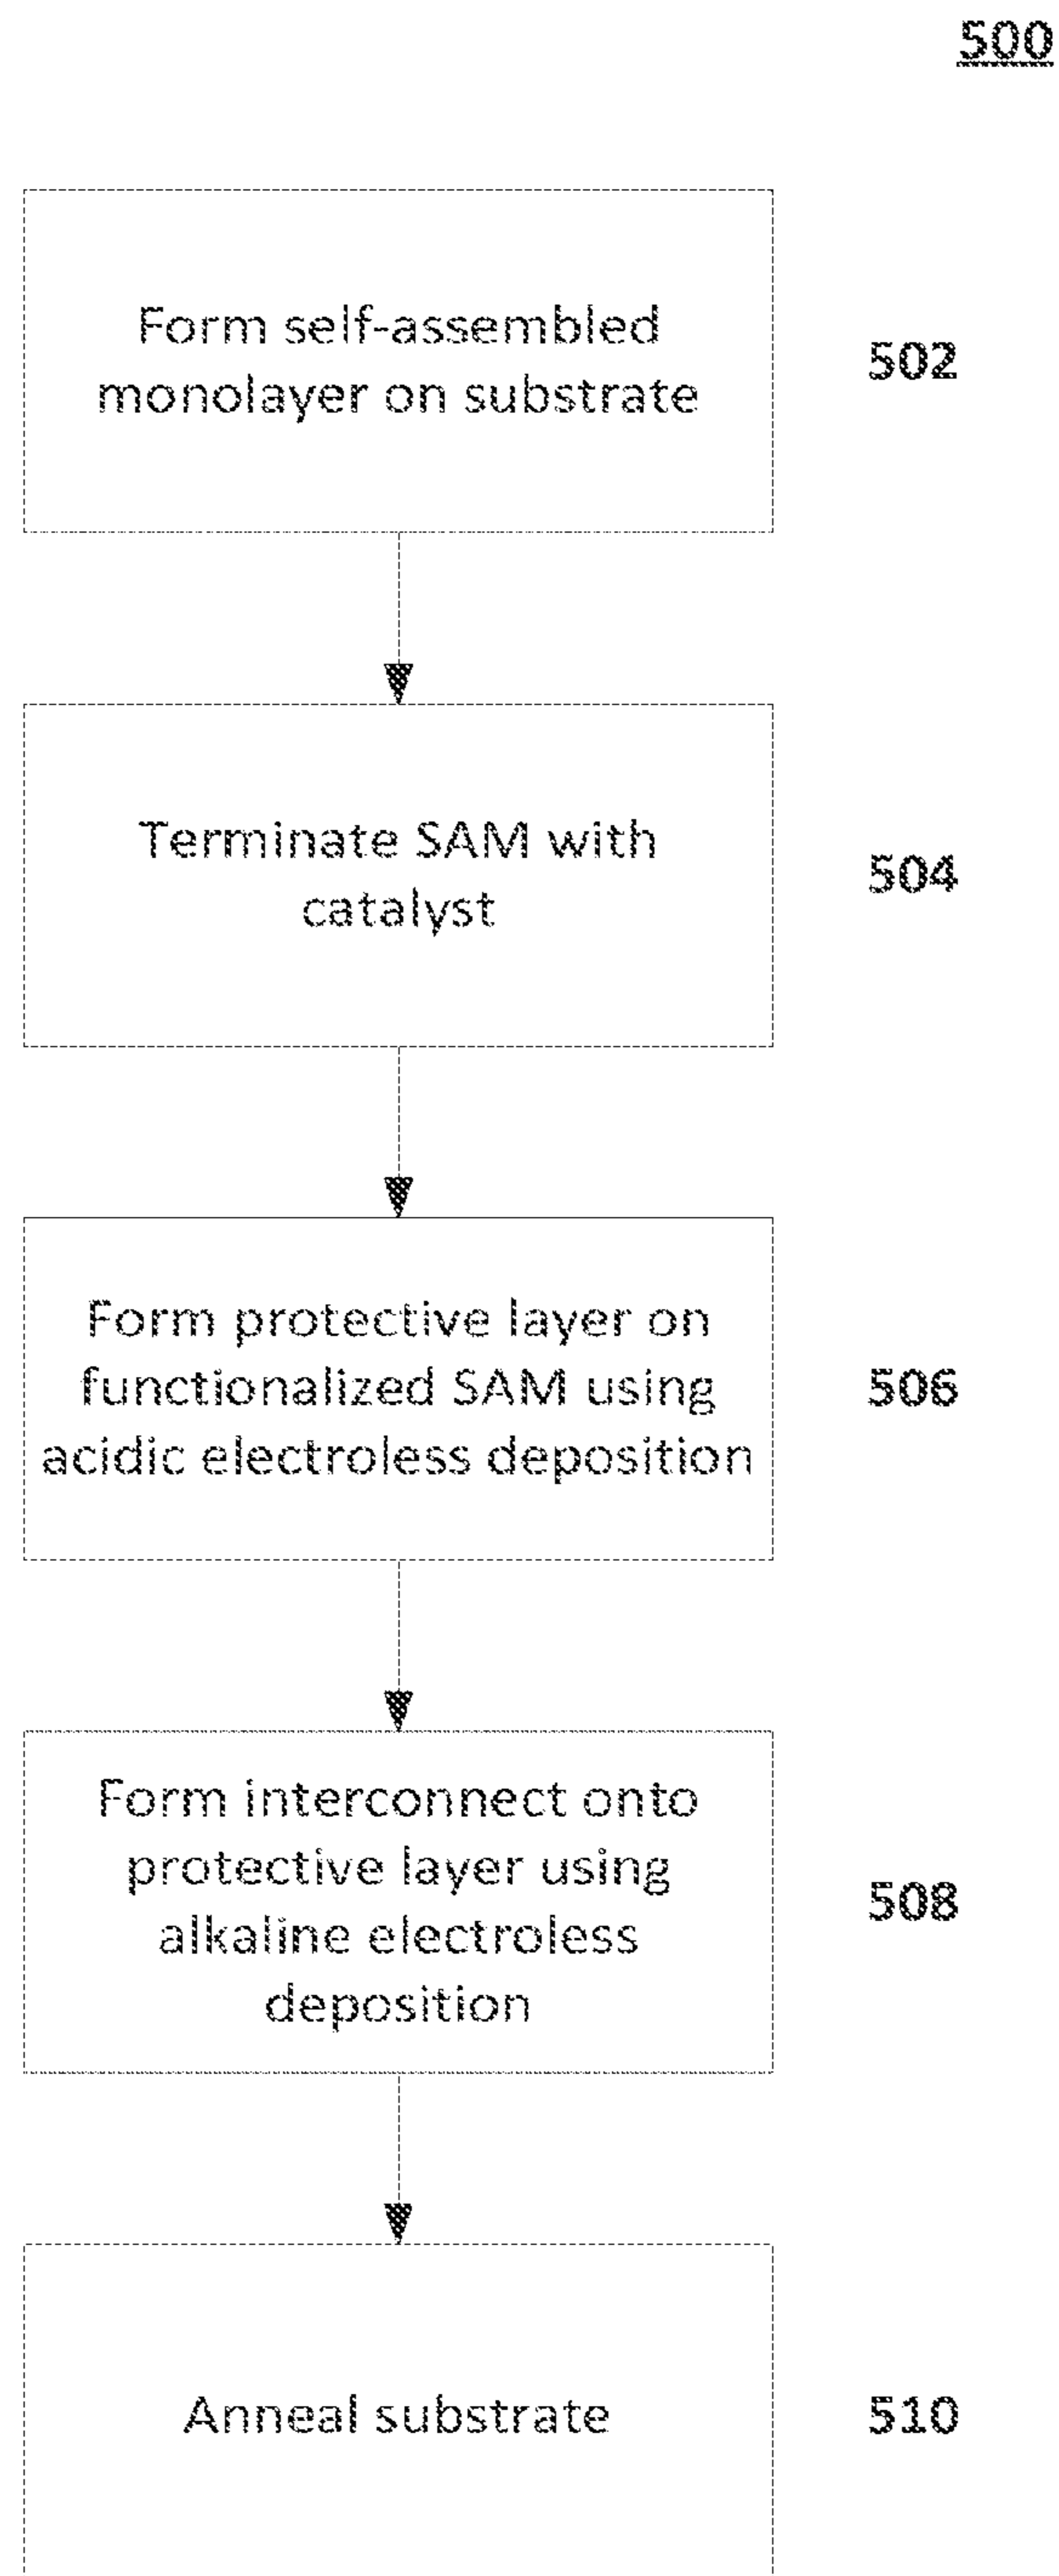 500
Form self-assembled
monolayer on substrate
502
Terminate SAM with
catalyst
504
Form protective layer on
functionalized SAM using
acidic electroless deposition
506
Form interconnect onto
protective layer using
alkaline electroless
deposition
508
Anneal substrate
510